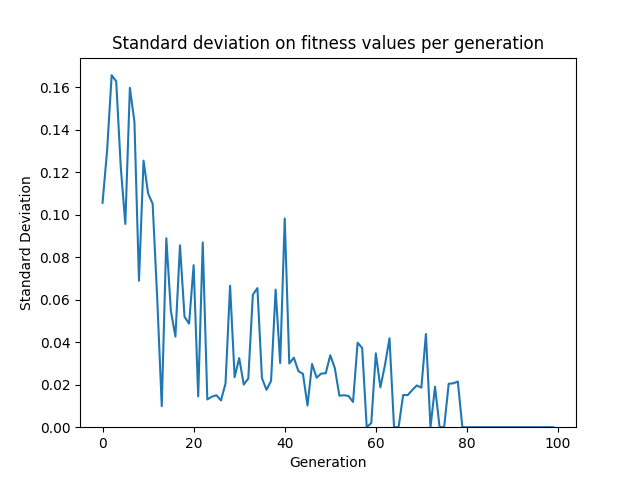 Standard deviation on fitness values per generation
0.16
0.14
0.12
0.10
0.08
0.06
0.04
0.02
0.00
Standard Deviation
0 20 40 60 80 100
Generation